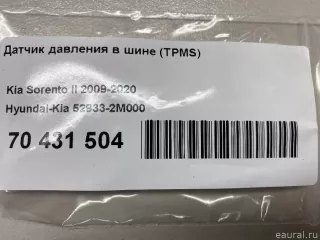 Датчик давления в шине (TPMS)
Kia Sorento II 2009-2020
Hyundai-Kia 52933-2M000
70 431 504
eaural.ru